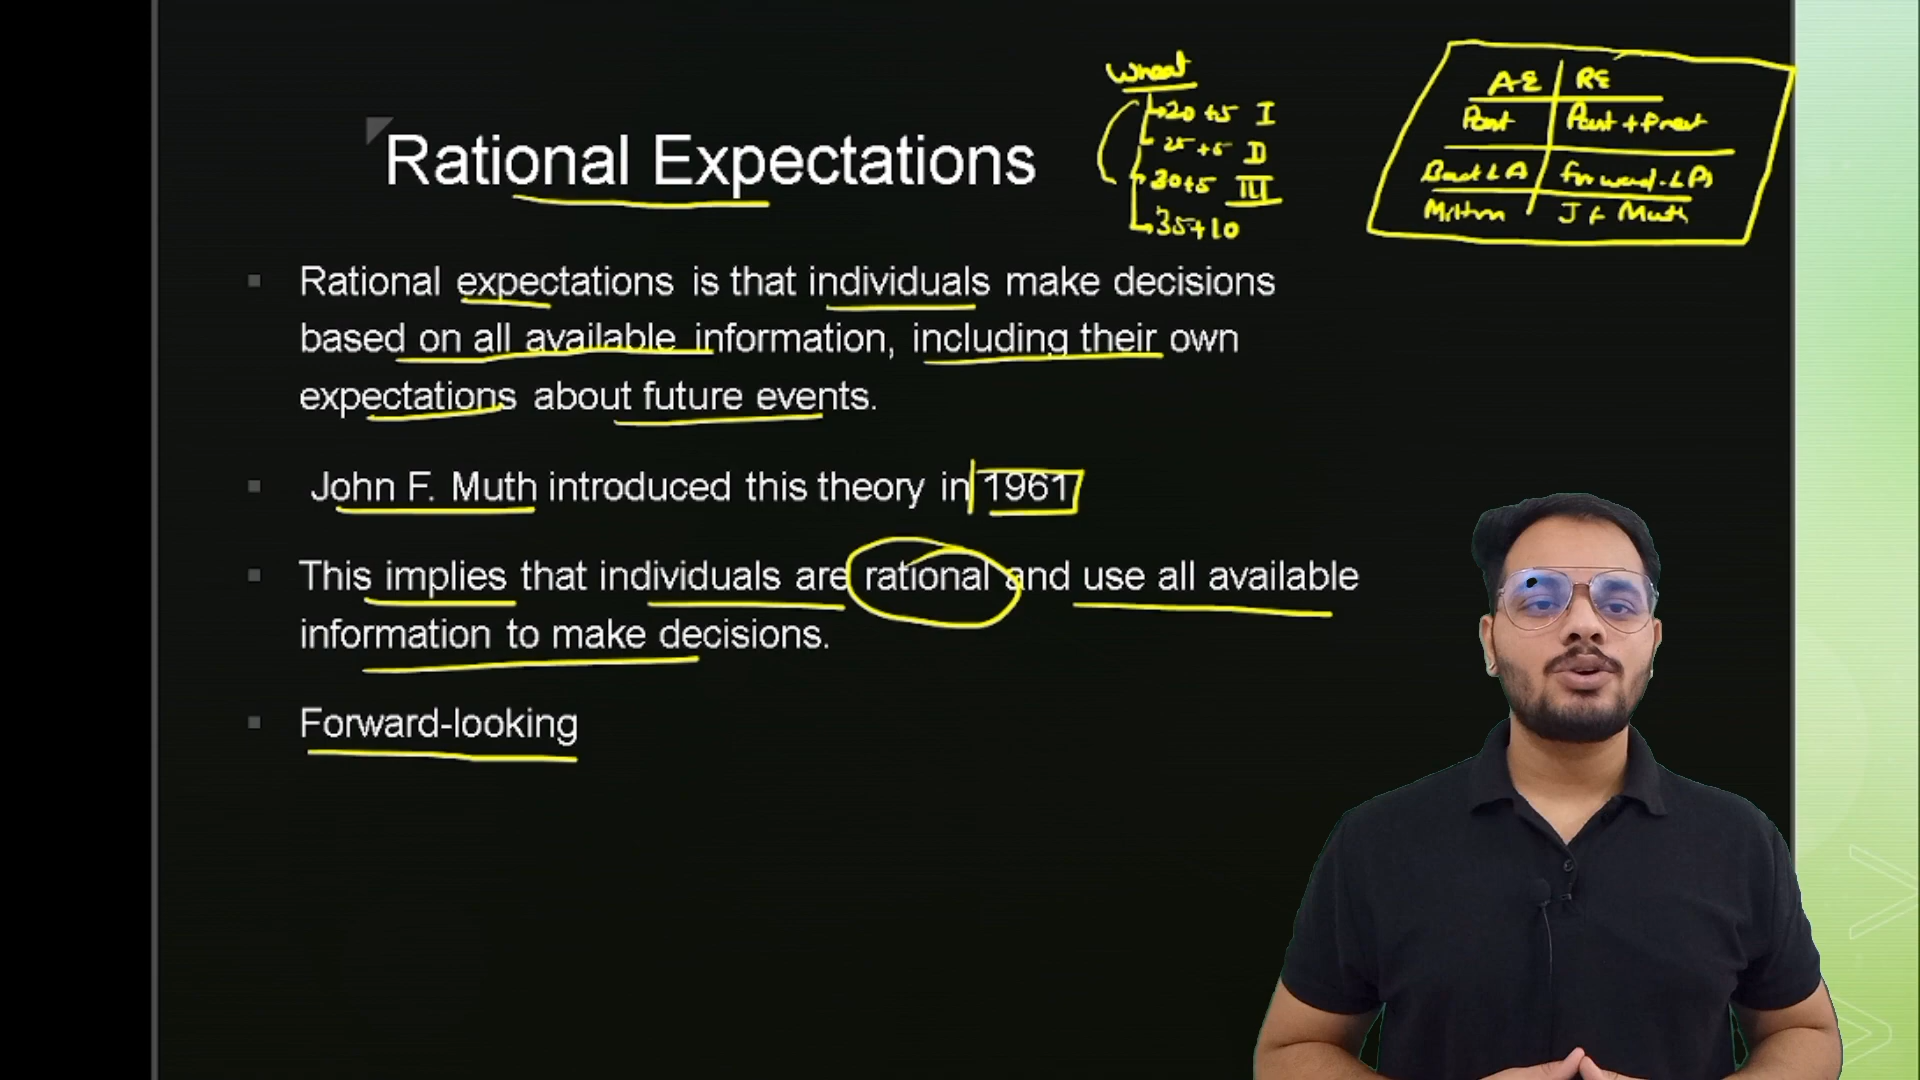 Rational Expectations
Wheat
20 +5 I
25 +5 II
30+5 III
35+10
AE RE
Past Past + Present
Forward-L
Milton J F Muth
Rational expectations is that individuals make decisions
based on all available information, including their own
expectations about future events.
John F. Muth introduced this theory in 1961
This implies that individuals are rational and use all available
information to make decisions.
Forward-looking